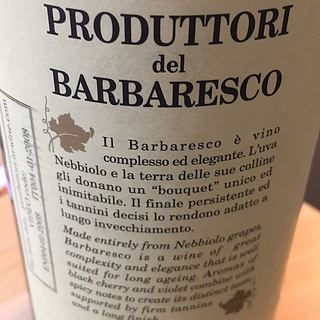 PRODUTTORI
del
BARBARESCO
Il Barbaresco è vino
complesso ed elegante. L'uva
Nebbiolo e la terra delle sue colline
gli donano un "bouquet" unico ed
inimitabile. Il finale persistente ed
i tannini decisi lo rendono adatto a
lungo invecchiamento.
Made entirely from Nebbiolo grapes,
Barbaresco is a wine of great
complexity and elegance that is well
suited for long ageing. Aromas of
black cherry and violet combine with
spicy notes to create its distinct taste,
supported by firm tannins
and a long finish.